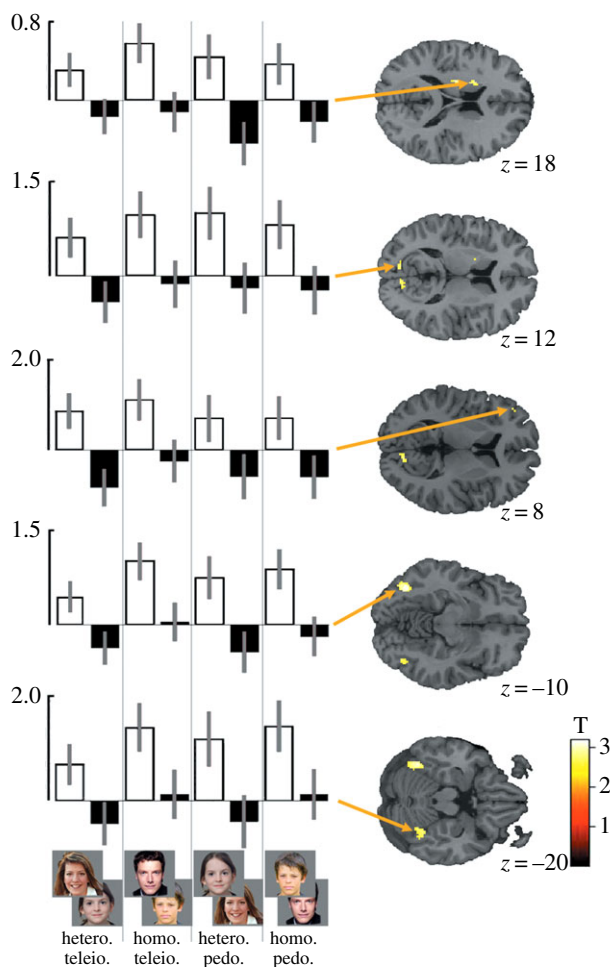 0.8
z = 18
1.5
z = 12
2.0
z = 8
1.5
z = –10
2.0
T
3
2
1
z = –20
hetero. homo. hetero. homo.
teleio. teleio. pedo. pedo.